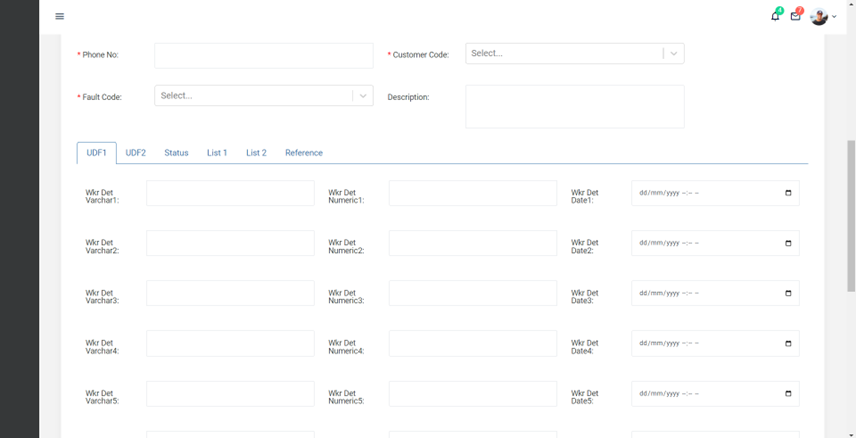 4 7
* Phone No: * Customer Code: Select...
* Fault Code: Select... Description:
UDF1 UDF2 Status List 1 List 2 Reference
Wkr Det Varchar1: Wkr Det Numeric1: Wkr Det Date1: dd/mm/yyyy --:-- --
Wkr Det Varchar2: Wkr Det Numeric2: Wkr Det Date2: dd/mm/yyyy --:-- --
Wkr Det Varchar3: Wkr Det Numeric3: Wkr Det Date3: dd/mm/yyyy --:-- --
Wkr Det Varchar4: Wkr Det Numeric4: Wkr Det Date4: dd/mm/yyyy --:-- --
Wkr Det Varchar5: Wkr Det Numeric5: Wkr Det Date5: dd/mm/yyyy --:-- --